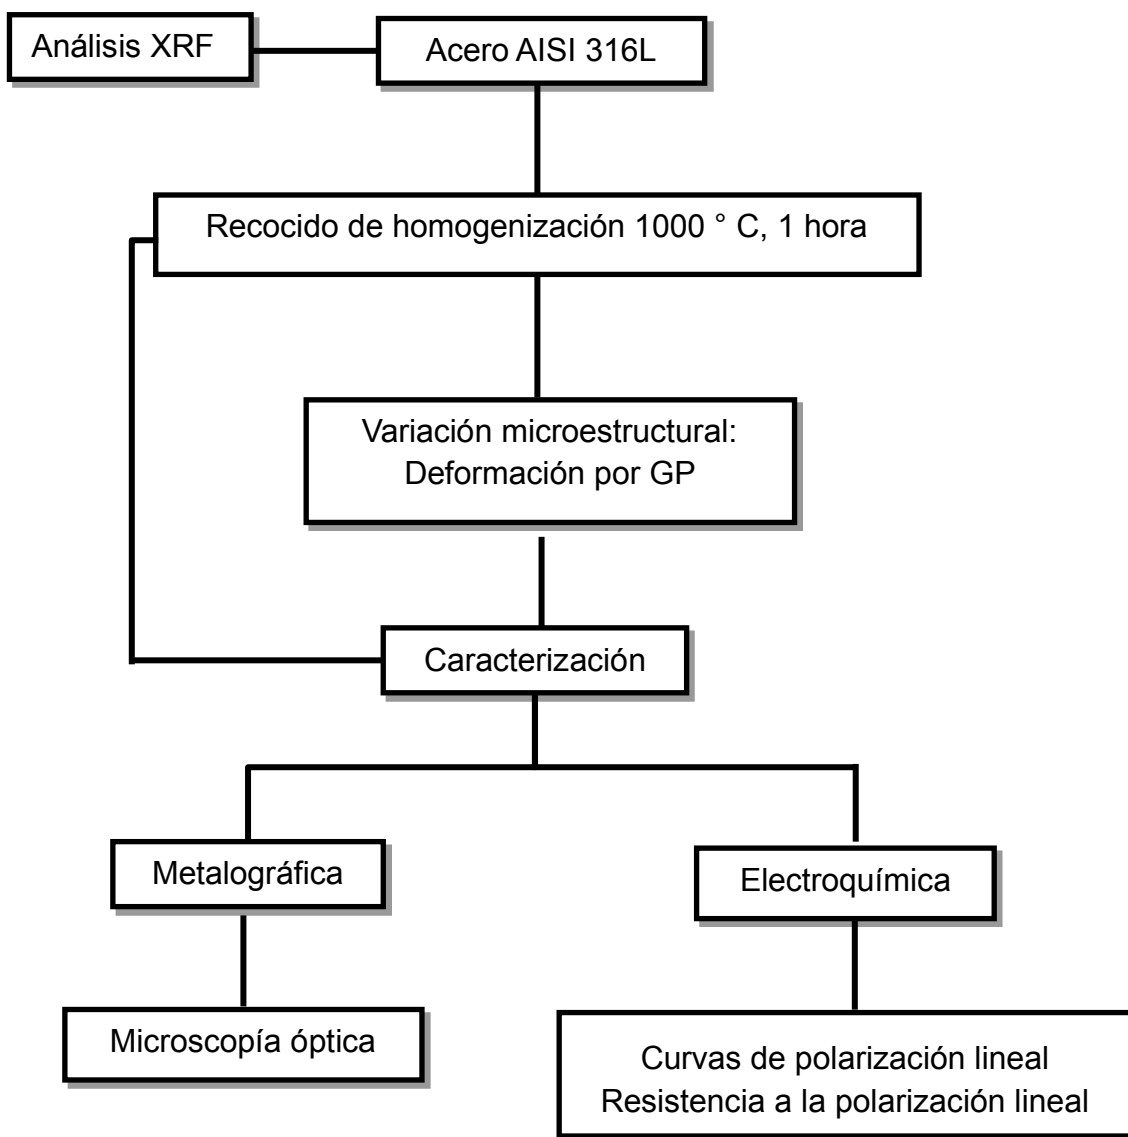 Análisis XRF
Acero AISI 316L
Recocido de homogenización 1000 ° C, 1 hora
Variación microestructural:
Deformación por GP
Caracterización
Metalográfica
Electroquímica
Microscopía óptica
Curvas de polarización lineal
Resistencia a la polarización lineal